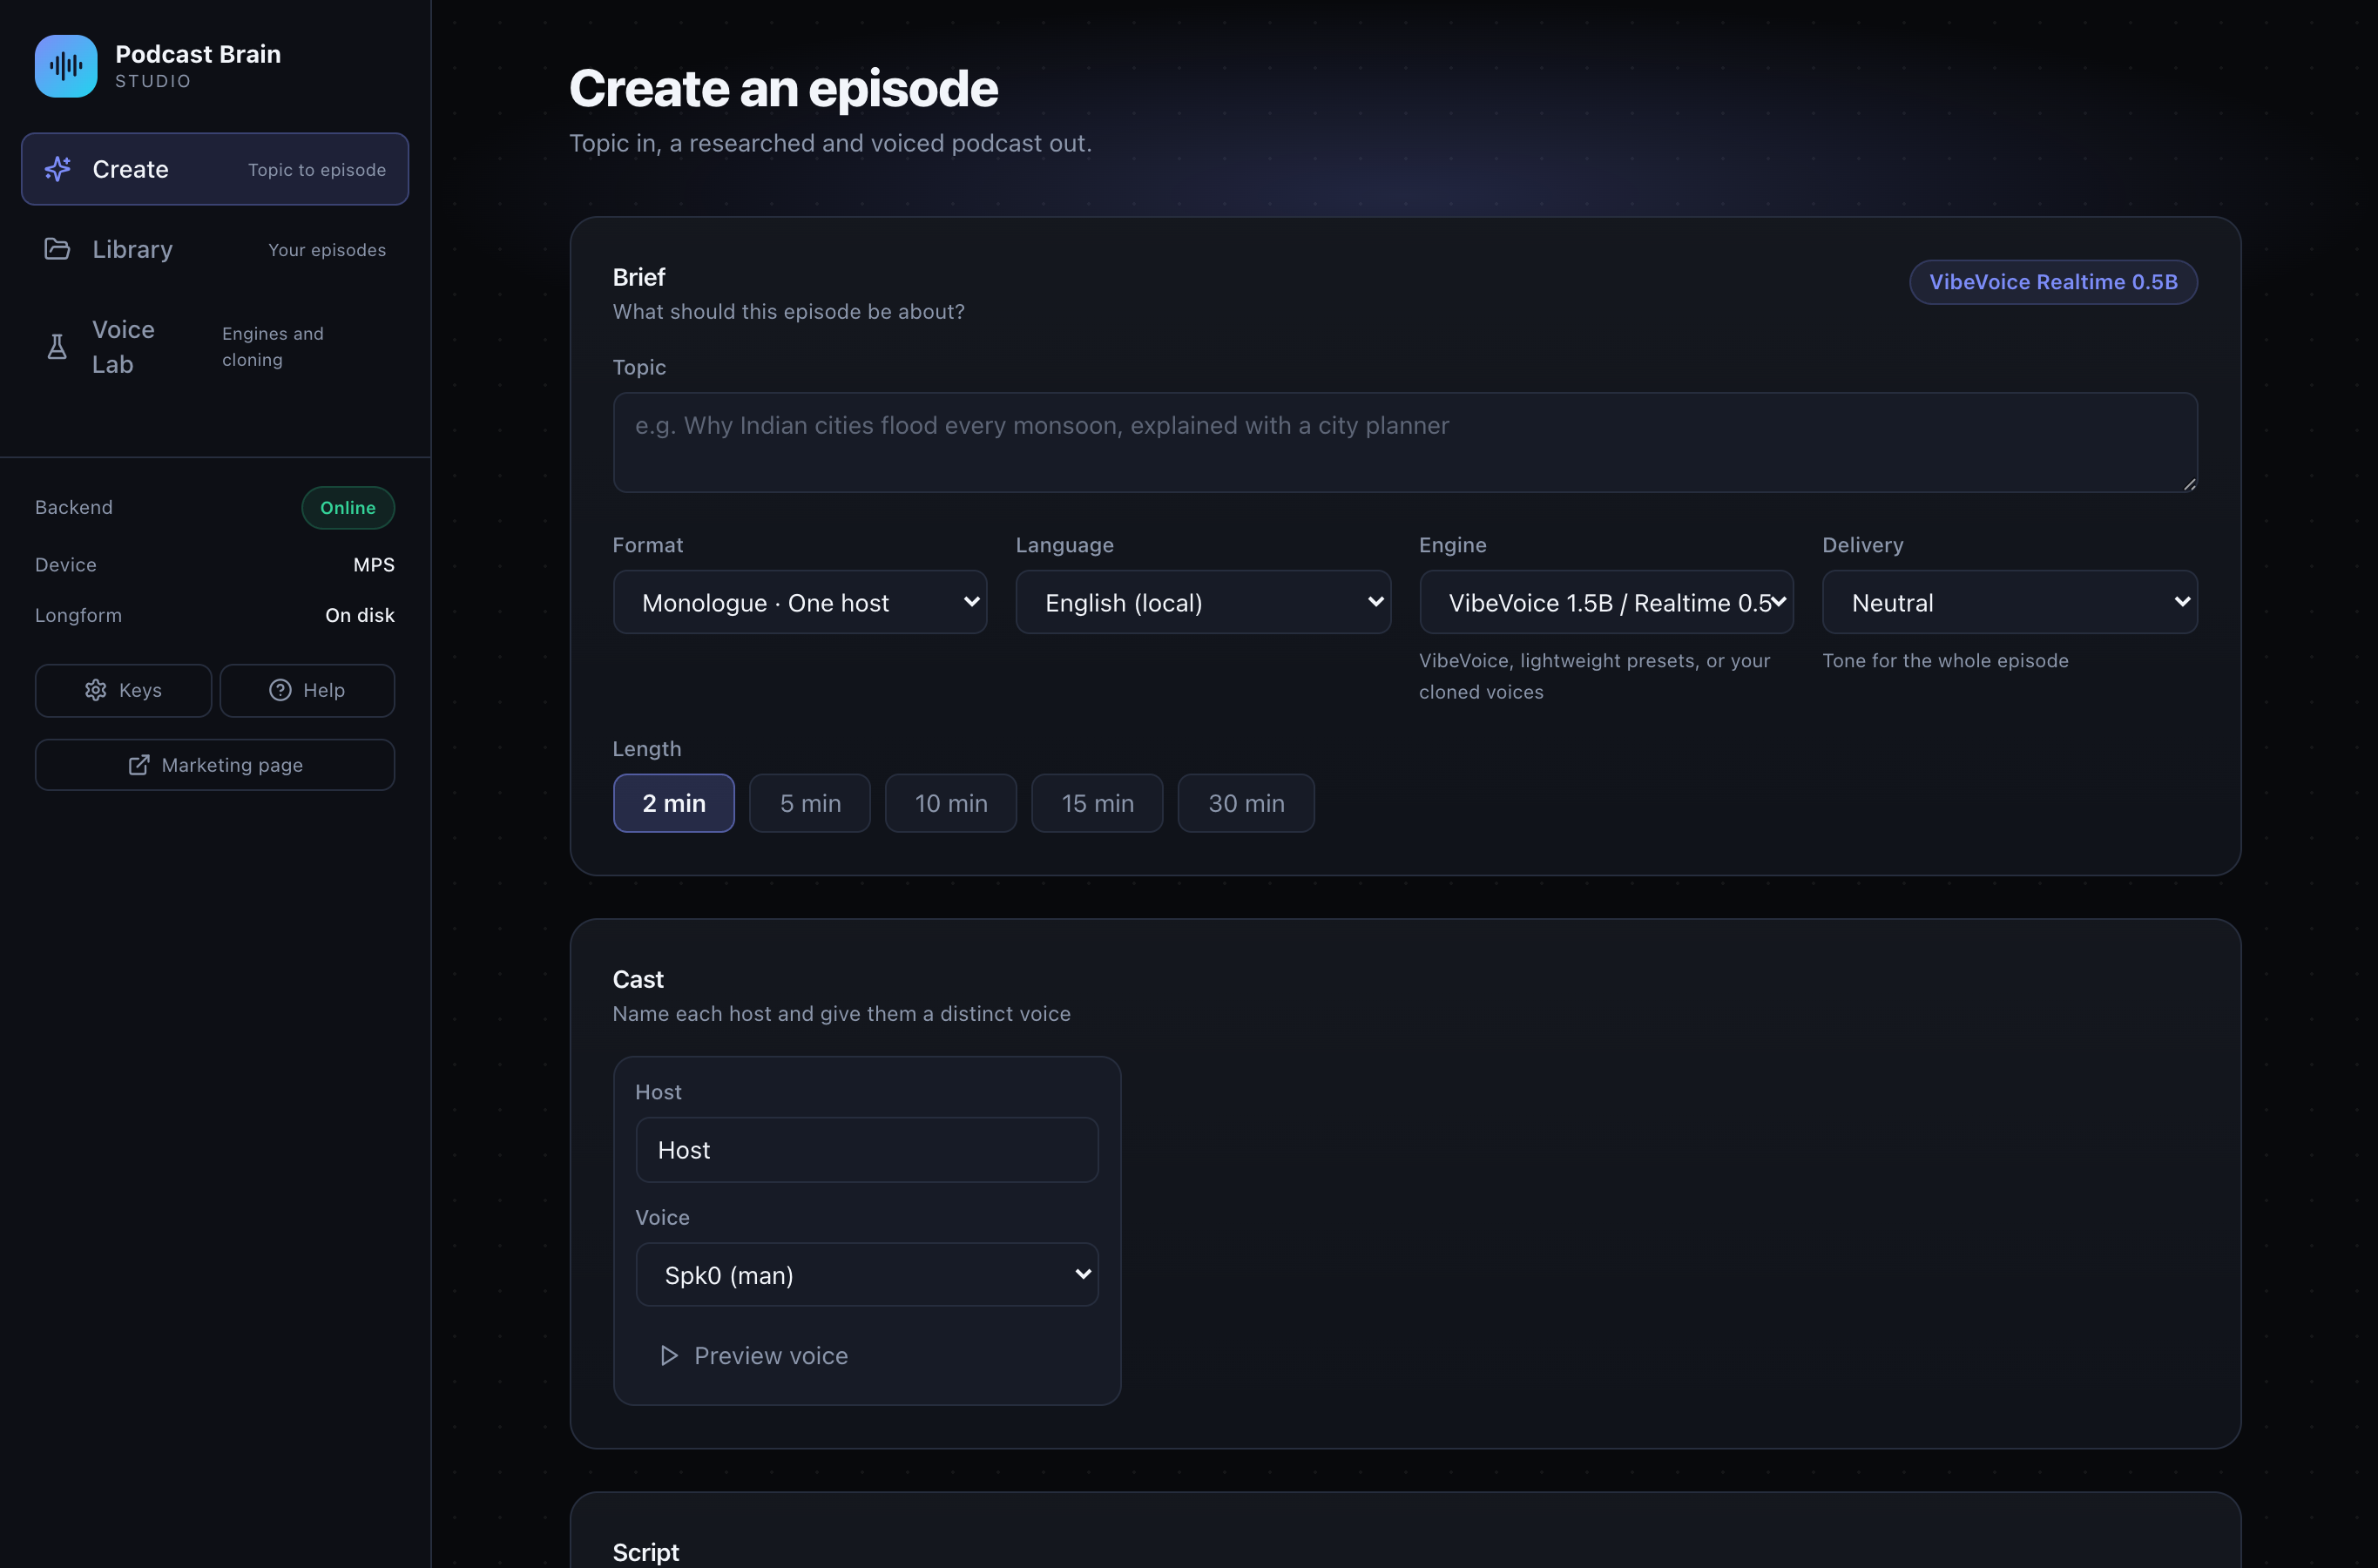 Podcast Brain
STUDIO
Create
Topic to episode
Library
Your episodes
Voice
Lab
Engines and
cloning
Backend
Online
Device
MPS
Longform
On disk
Keys
Help
Marketing page
Create an episode
Topic in, a researched and voiced podcast out.
Brief
VibeVoice Realtime 0.5B
What should this episode be about?
Topic
e.g. Why Indian cities flood every monsoon, explained with a city planner
Format
Language
Engine
Delivery
Monologue · One host
English (local)
VibeVoice 1.5B / Realtime 0.5
Neutral
VibeVoice, lightweight presets, or your
cloned voices
Tone for the whole episode
Length
2 min
5 min
10 min
15 min
30 min
Cast
Name each host and give them a distinct voice
Host
Host
Voice
Spk0 (man)
Preview voice
Script